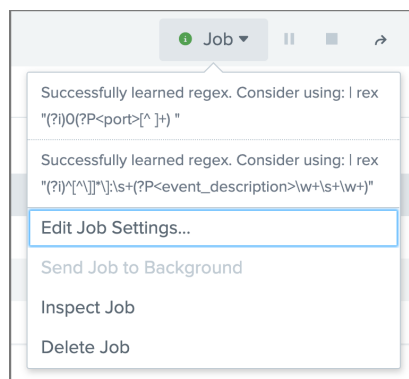 Job
Successfully learned regex. Consider using: | rex
"(?i)0(?P<port>[^ ]+) "
Successfully learned regex. Consider using: | rex
"(?i)^[^\]]*\]:\s+(?P<event_description>\w+\s+\w+)"
Edit Job Settings...
Send Job to Background
Inspect Job
Delete Job